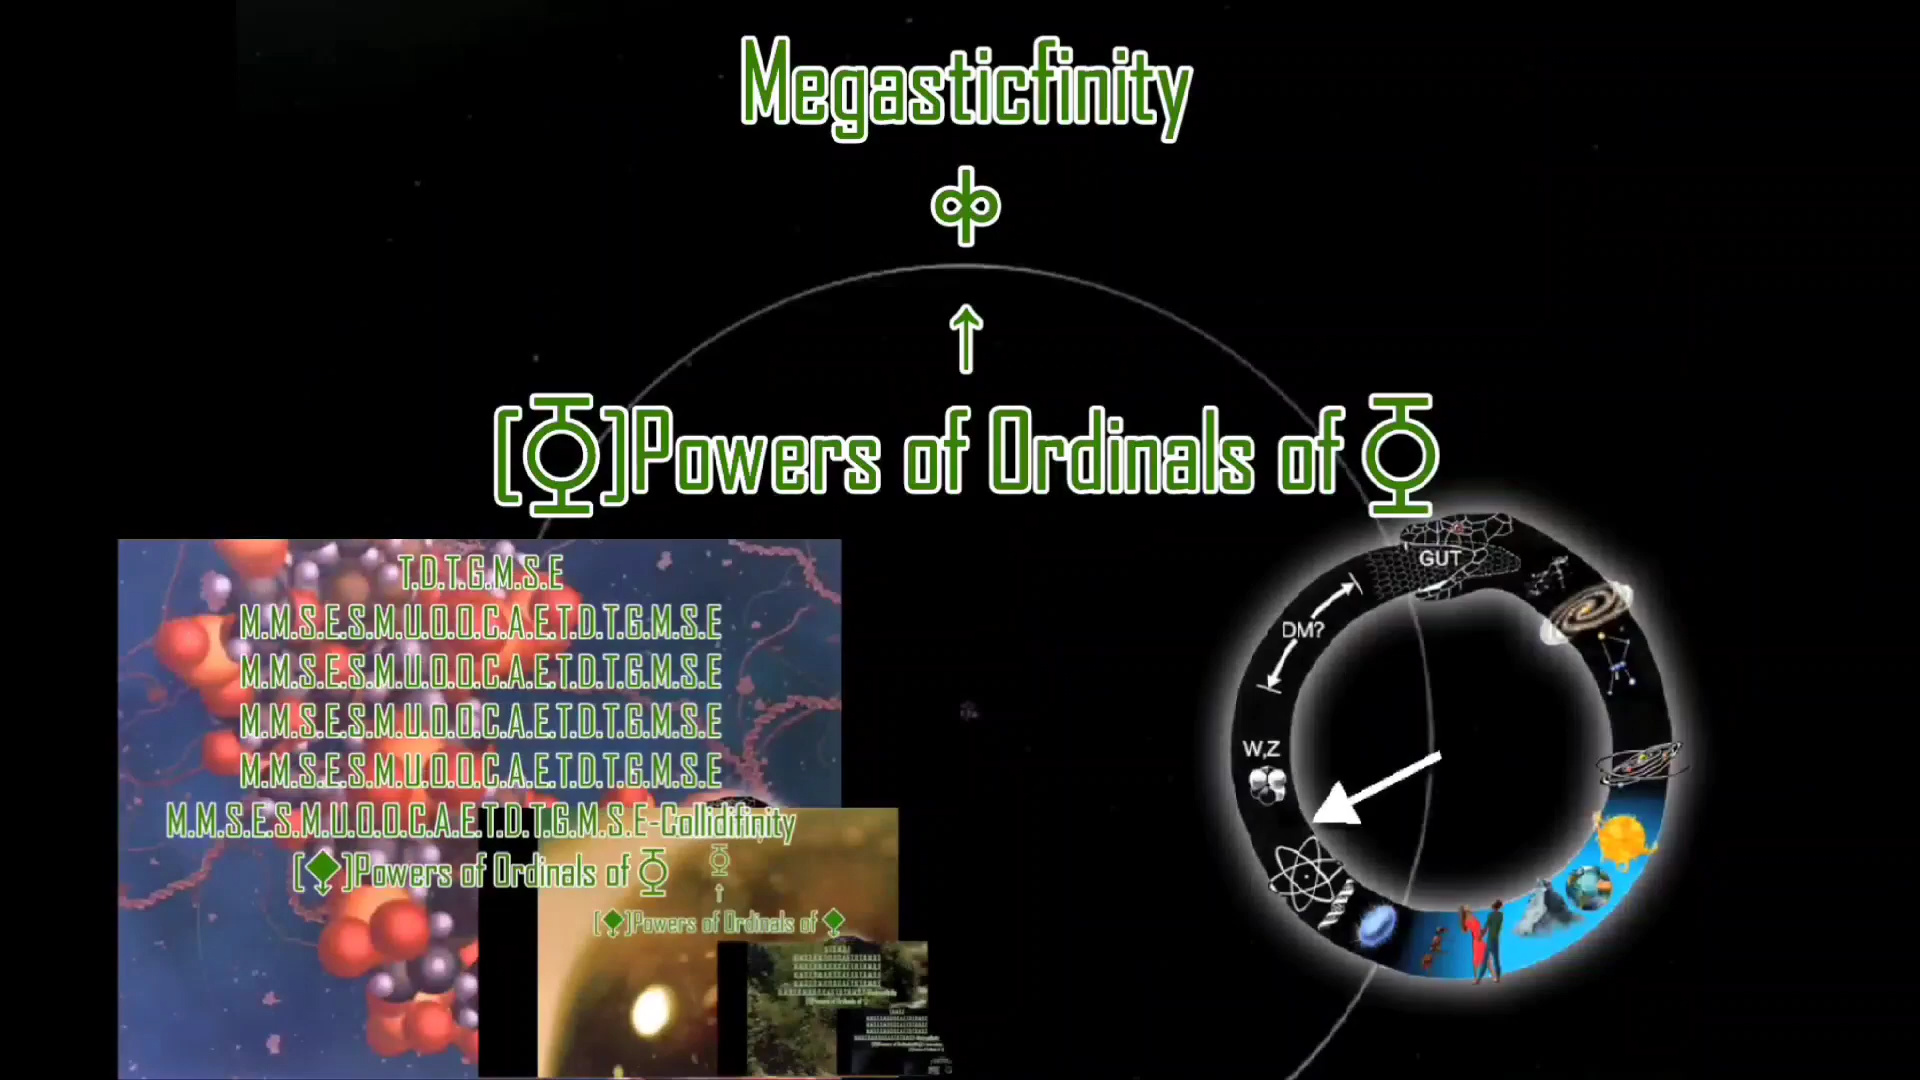 Megasticfinity
↑
[⏂]Powers of Ordinals of ⏂
GUT
DM?
W,Z
T.D.T.G.M.S.E
M.M.S.E.S.M.U.O.O.C.A.E.T.D.T.G.M.S.E
M.M.S.E.S.M.U.O.O.C.A.E.T.D.T.G.M.S.E
M.M.S.E.S.M.U.O.O.C.A.E.T.D.T.G.M.S.E
M.M.S.E.S.M.U.O.O.C.A.E.T.D.T.G.M.S.E
M.M.S.E.S.M.U.O.O.C.A.E.T.D.T.G.M.S.E-Collidifinity
[⬧]Powers of Ordinals of ⏂
↑
[⬧]Powers of Ordinals of ⬧